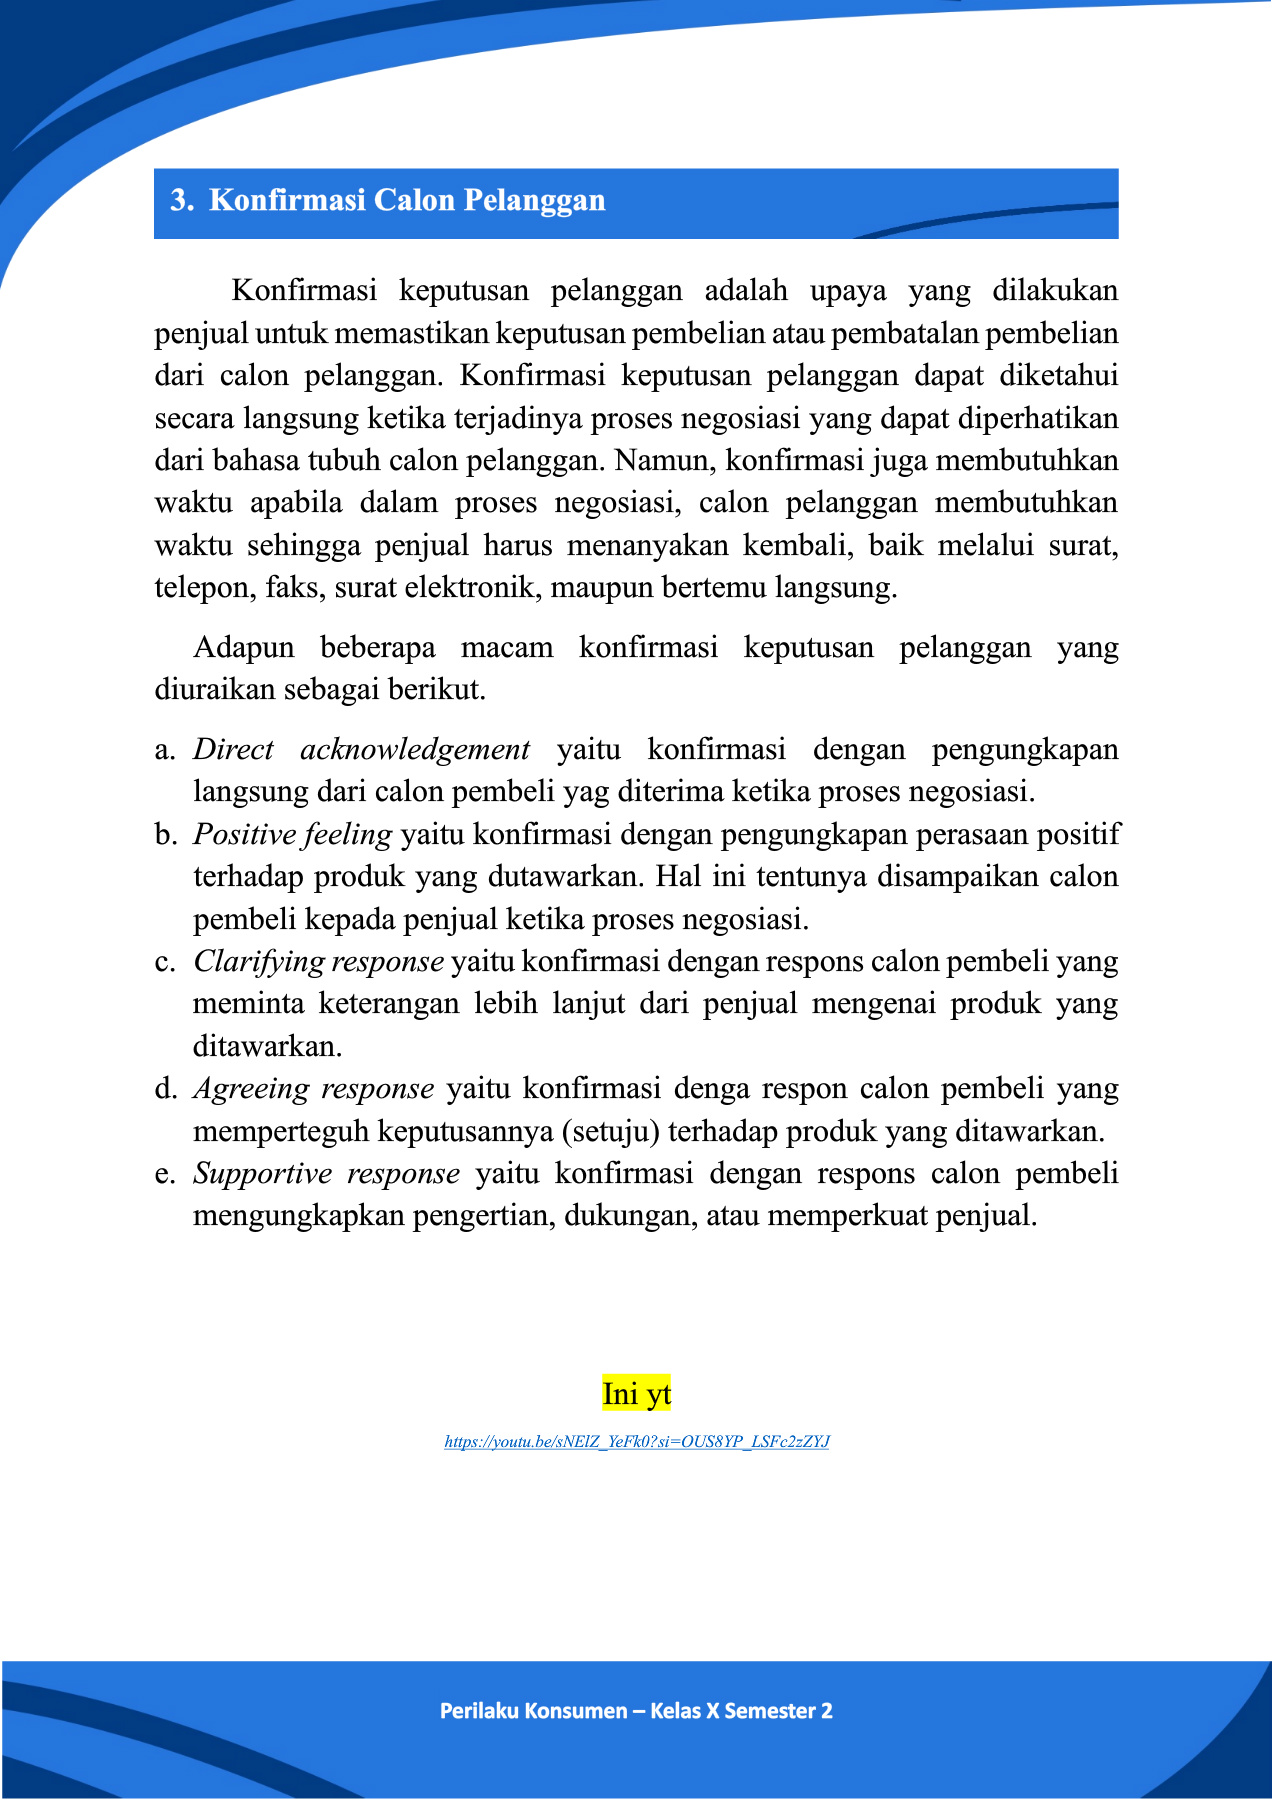 3. Konfirmasi Calon Pelanggan
Konfirmasi keputusan pelanggan adalah upaya yang dilakukan
penjual untuk memastikan keputusan pembelian atau pembatalan pembelian
dari calon pelanggan. Konfirmasi keputusan pelanggan dapat diketahui
secara langsung ketika terjadinya proses negosiasi yang dapat diperhatikan
dari bahasa tubuh calon pelanggan. Namun, konfirmasi juga membutuhkan
waktu apabila dalam proses negosiasi, calon pelanggan membutuhkan
waktu sehingga penjual harus menanyakan kembali, baik melalui surat,
telepon, faks, surat elektronik, maupun bertemu langsung.
Adapun beberapa macam konfirmasi keputusan pelanggan yang
diuraikan sebagai berikut.
a. Direct acknowledgement yaitu konfirmasi dengan pengungkapan
langsung dari calon pembeli yag diterima ketika proses negosiasi.
b. Positive feeling yaitu konfirmasi dengan pengungkapan perasaan positif
terhadap produk yang dutawarkan. Hal ini tentunya disampaikan calon
pembeli kepada penjual ketika proses negosiasi.
c. Clarifying response yaitu konfirmasi dengan respons calon pembeli yang
meminta keterangan lebih lanjut dari penjual mengenai produk yang
ditawarkan.
d. Agreeing response yaitu konfirmasi denga respon calon pembeli yang
memperteguh keputusannya (setuju) terhadap produk yang ditawarkan.
e. Supportive response yaitu konfirmasi dengan respons calon pembeli
mengungkapkan pengertian, dukungan, atau memperkuat penjual.
Ini yt
https://youtu.be/sNElZ_YeFk0?si=OUS8YP_LSFc2zZYJ
Perilaku Konsumen – Kelas X Semester 2